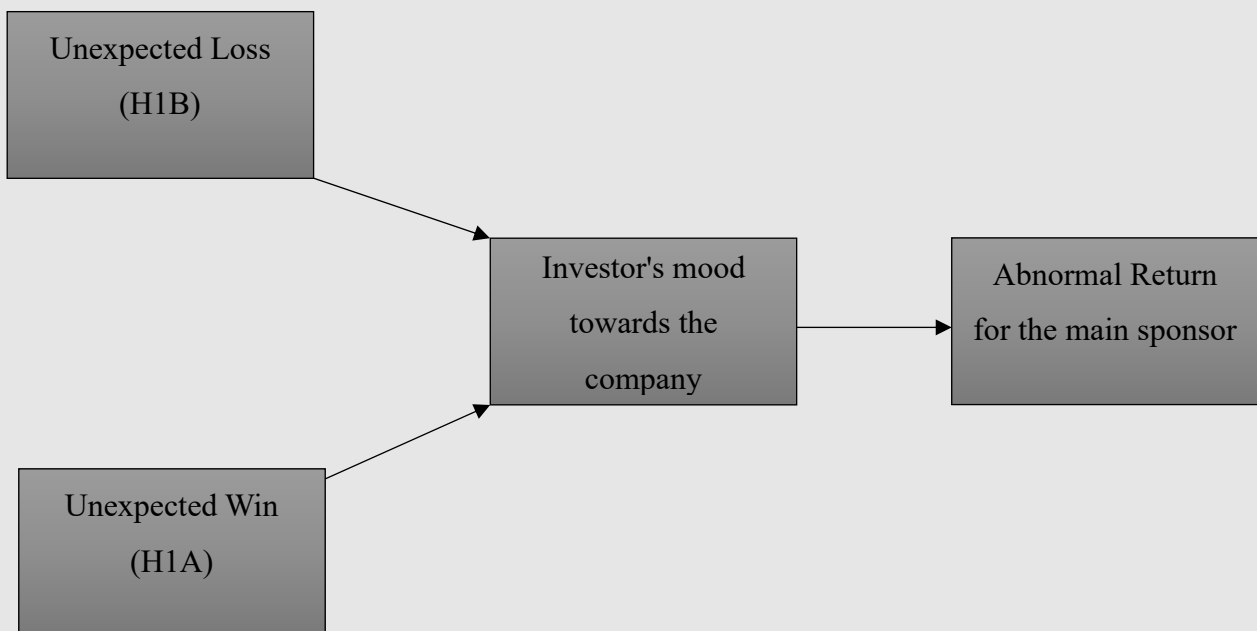 Unexpected Loss
(H1B)
Investor's mood
towards the
company
Abnormal Return
for the main sponsor
Unexpected Win
(H1A)